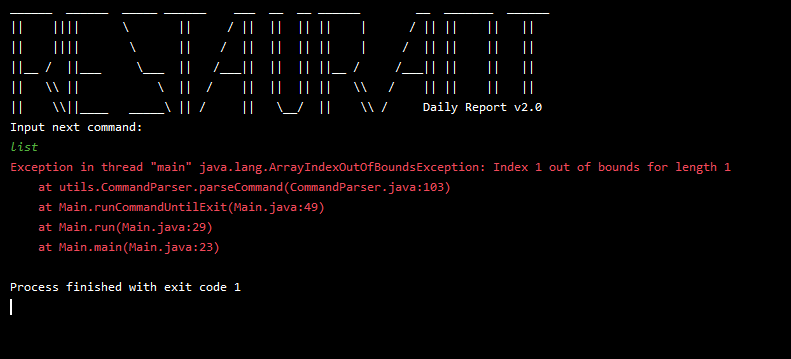 RESTAURANT
Daily Report v2.0
Input next command:
list
Exception in thread "main" java.lang.ArrayIndexOutOfBoundsException: Index 1 out of bounds for length 1
at utils.CommandParser.parseCommand(CommandParser.java:103)
at Main.runCommandUntilExit(Main.java:49)
at Main.run(Main.java:29)
at Main.main(Main.java:23)
Process finished with exit code 1